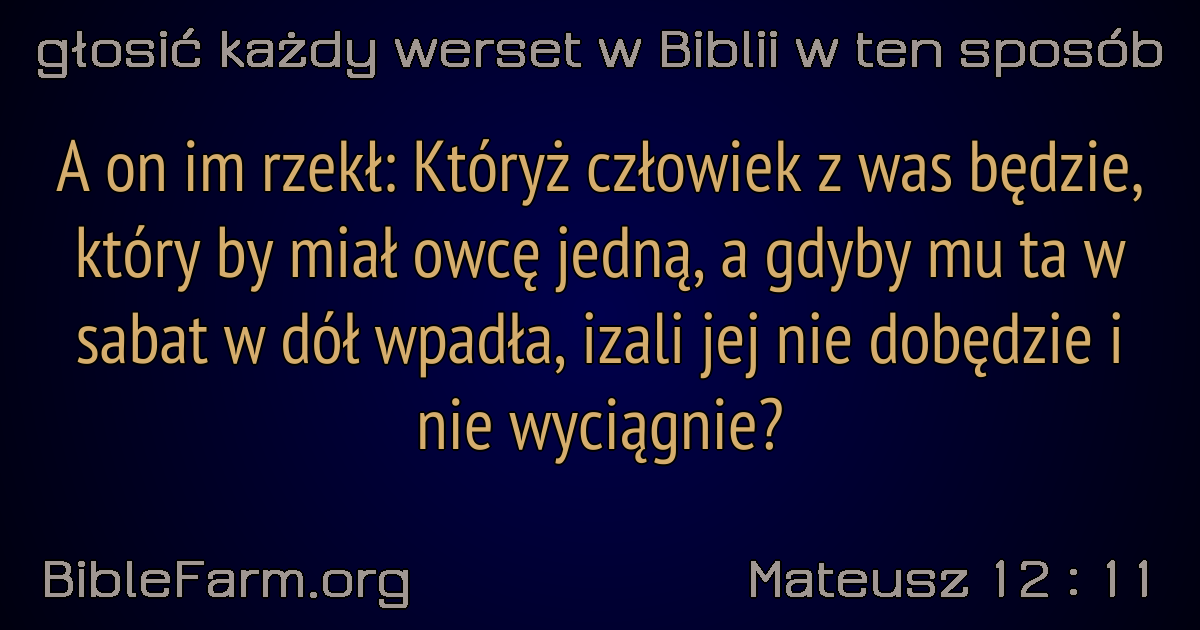 głosić każdy werset w Biblii w ten sposób
A on im rzekł: Któryż człowiek z was będzie,
który by miał owcę jedną, a gdyby mu ta w
sabat w dół wpadła, izali jej nie dobędzie i
nie wyciągnie?
BibleFarm.org
Mateusz 12 : 11